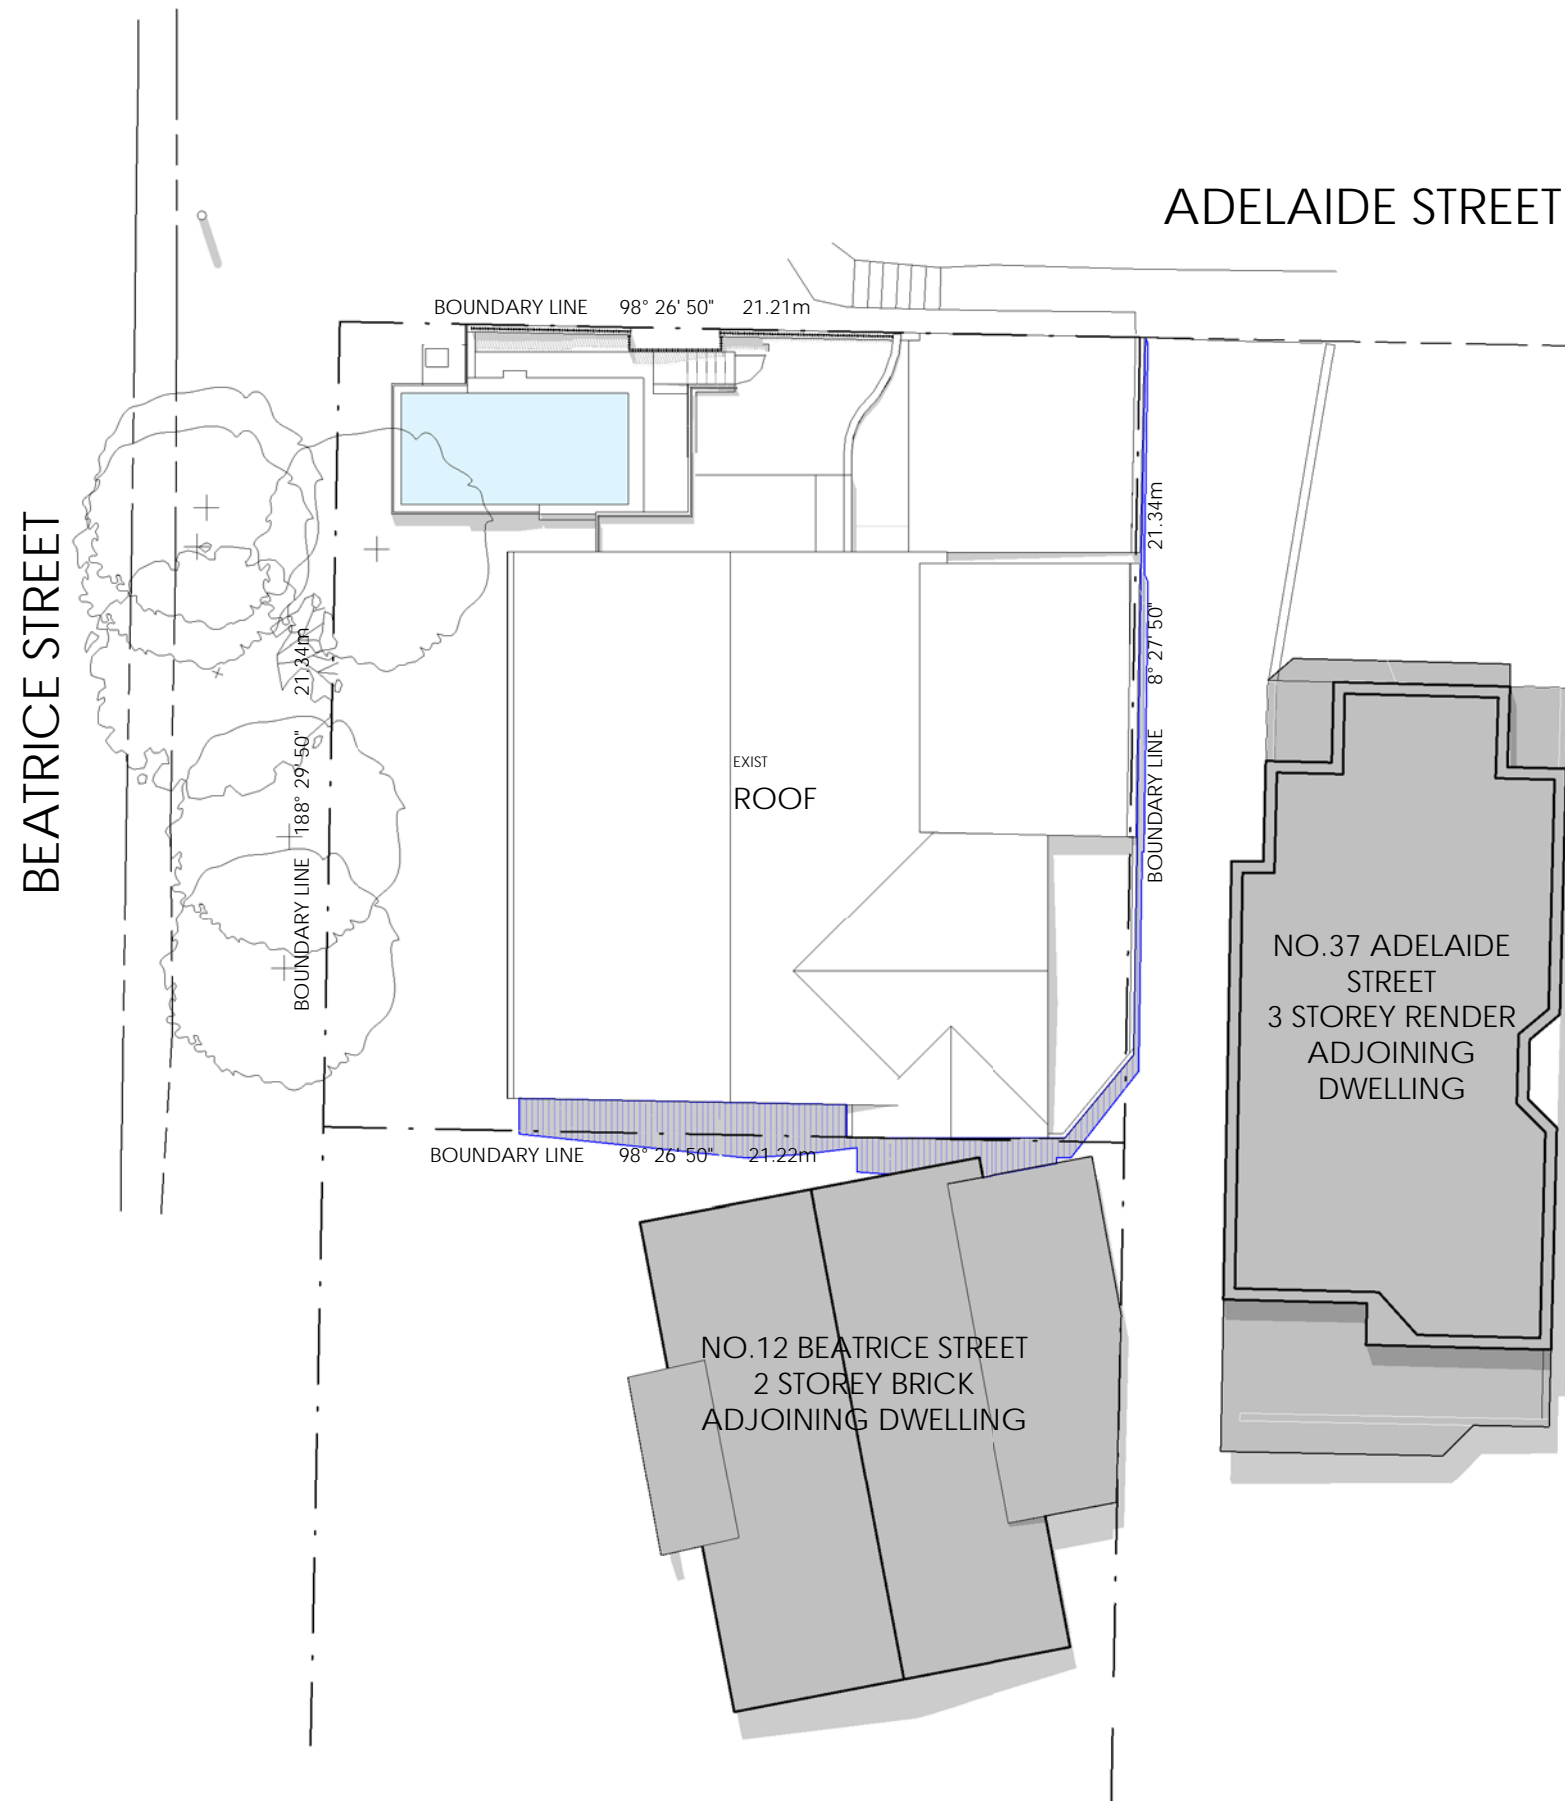 ADELAIDE STREET
BOUNDARY LINE 98° 26' 50" 21.21m
BEATRICE STREET
BOUNDARY LINE 188° 29' 50" 21.34m
BOUNDARY LINE 8° 27' 50" 21.34m
EXIST
ROOF
NO.37 ADELAIDE
STREET
3 STOREY RENDER
ADJOINING
DWELLING
BOUNDARY LINE 98° 26' 50" 21.22m
NO.12 BEATRICE STREET
2 STOREY BRICK
ADJOINING DWELLING